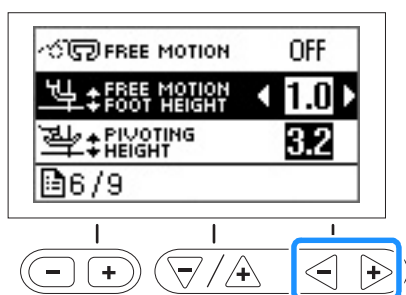 FREE MOTION OFF
FREE MOTION FOOT HEIGHT 1.0
PIVOTING HEIGHT 3.2
6/9
- + - / + - +